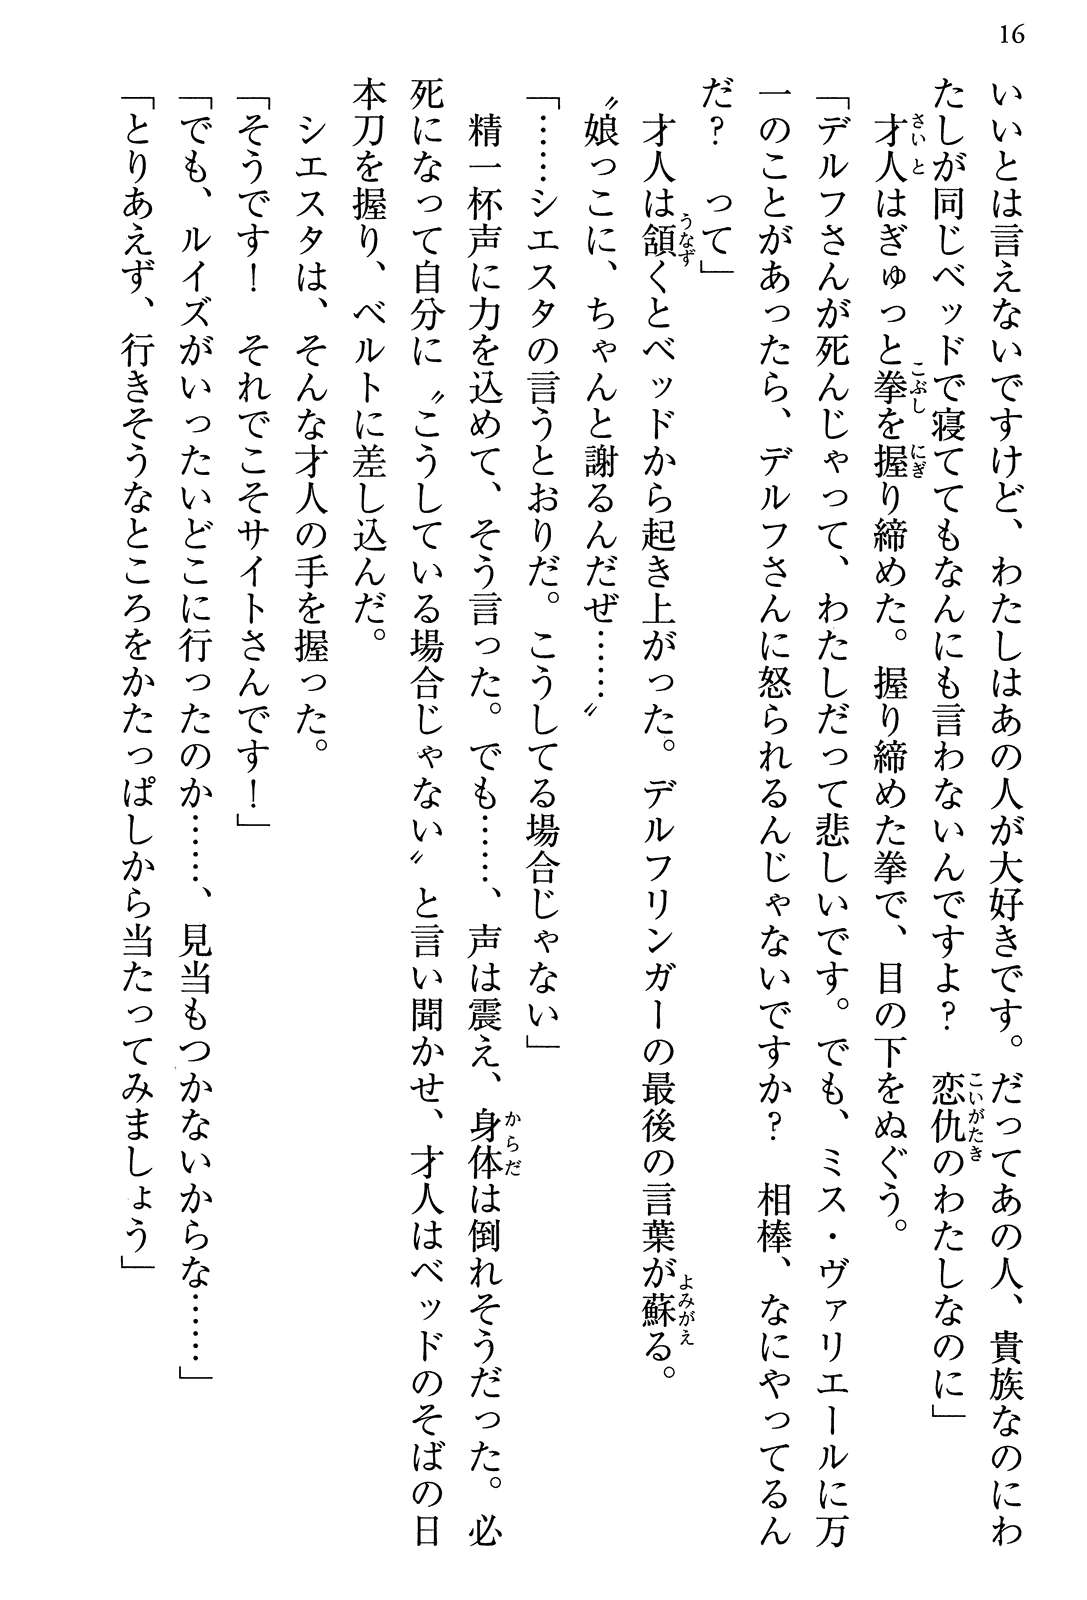 16
いいとは言えないですけど、わたしはあの人が大好きです。だってあの人、貴族なのにわ
たしが同じベッドで寝ててもなんにも言わないんですよ？　恋仇のわたしなのに」
　才人はぎゅっと拳を握り締めた。握り締めた拳で、目の下をぬぐう。
「デルフさんが死んじゃって、わたしだって悲しいです。でも、ミス・ヴァリエールに万
一のことがあったら、デルフさんに怒られるんじゃないですか？　相棒、なにやってるん
だ？　って」
　才人は頷くとベッドから起き上がった。デルフリンガーの最後の言葉が蘇る。
〝娘っこに、ちゃんと謝るんだぜ……〟
「……シエスタの言うとおりだ。こうしてる場合じゃない」
　精一杯声に力を込めて、そう言った。でも……、声は震え、身体は倒れそうだった。必
死になって自分に〝こうしている場合じゃない〟と言い聞かせ、才人はベッドのそばの日
本刀を握り、ベルトに差し込んだ。
　シエスタは、そんな才人の手を握った。
「そうです！　それでこそサイトさんです！」
「でも、ルイズがいったいどこに行ったのか……、見当もつかないからな……」
「とりあえず、行きそうなところをかたっぱしから当たってみましょう」